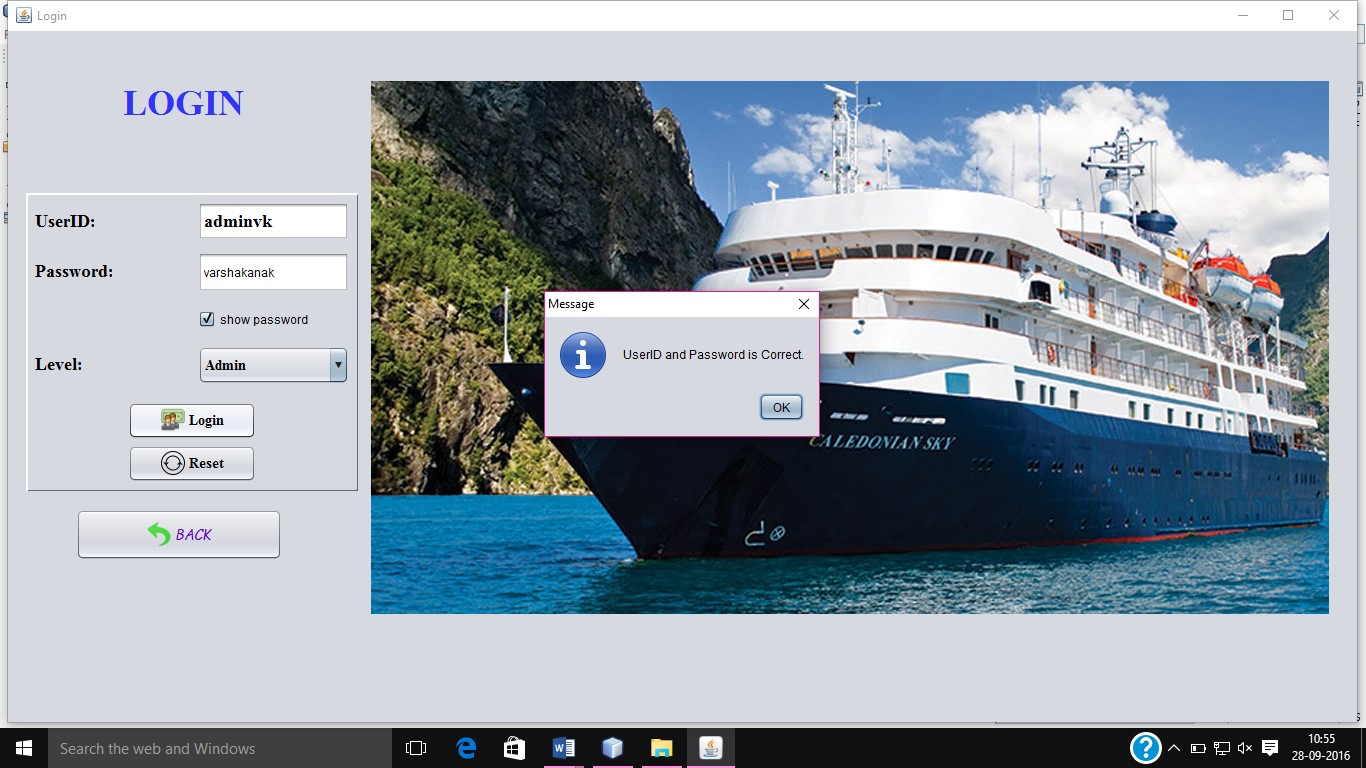 Login
LOGIN
UserID:
adminvk
Password:
varshakanak
show password
Level:
Admin
Login
Reset
BACK
Message
UserID and Password is Correct.
OK
CALEDONIAN SKY
Search the web and Windows
10:55
28-09-2016